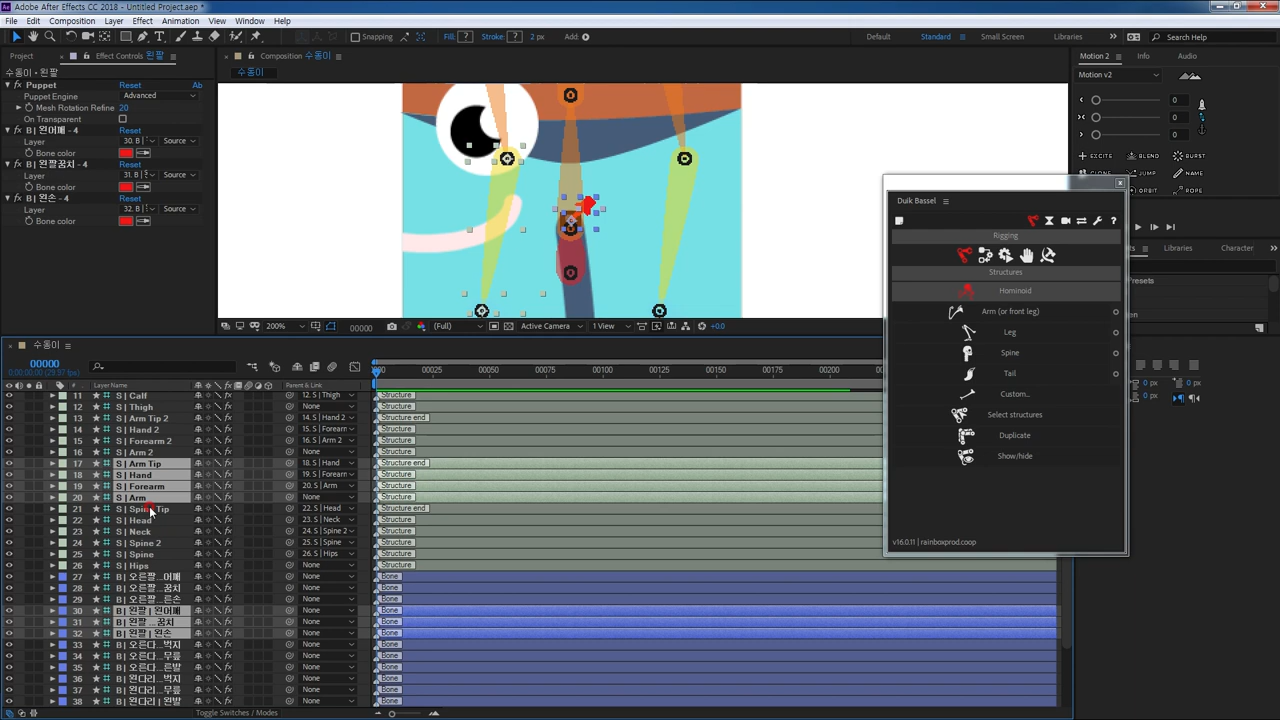 Adobe After Effects CC 2018 - Untitled Project.aep *
File Edit Composition Layer Effect Animation View Window Help
Snapping Fill: ? Stroke: ? 2 px Add: Default Standard Small Screen Libraries Search Help
Project Effect Controls 왼팔 Composition 수동이 Motion 2 Info Audio
수동이 • 왼팔 수동이 Motion v2
Puppet Reset Ab
Puppet Engine Advanced
Mesh Rotation Refine 20
On Transparent
B| 왼어깨 - 4 Reset
Layer 30. B | Source
Bone color
B| 왼팔꿈치 - 4 Reset
Layer 31. B | Source
Bone color
B| 왼손 - 4 Reset
Layer 32. B | Source
Bone color
0
0
0
EXCITE BLEND BURST
CLONE JUMP NAME
ORBIT ROPE
Duik Bassel
Rigging
Structures
Hominoid
Arm (or front leg)
Leg
Spine
Tail
Custom...
Select structures
Duplicate
Show/hide
v16.0.11 | rainboxprod.coop
Libraries Character
0 px 0 px
0 px
200% 00000 (Full) Active Camera 1 View +0.0
수동이
00000
0:00:00:00 (29.97 fps)
00025 00050 00075 00100 00125 00150 00175 00200
# Layer Name Parent & Link
11 S | Calf 12. S | Thigh Structure
12 S | Thigh None Structure
13 S | Arm Tip 2 14. S | Hand 2 Structure end
14 S | Hand 2 15. S | Forearm Structure
15 S | Forearm 2 16. S | Arm 2 Structure
16 S | Arm 2 None Structure
17 S | Arm Tip 18. S | Hand Structure end
18 S | Hand 19. S | Forearm Structure
19 S | Forearm 20. S | Arm Structure
20 S | Arm None Structure
21 S | Spine Tip 22. S | Head Structure end
22 S | Head 23. S | Neck Structure
23 S | Neck 24. S | Spine 2 Structure
24 S | Spine 2 25. S | Spine Structure
25 S | Spine 26. S | Hips Structure
26 S | Hips None Structure
27 B| 오른팔...어깨 None Bone
28 B| 오른팔...꿈치 None Bone
29 B| 오른팔...른손 None Bone
30 B| 왼팔 | 왼어깨 None Bone
31 B| 왼팔 ...꿈치 None Bone
32 B| 왼팔 | 왼손 None Bone
33 B| 오른다...벅지 None Bone
34 B| 오른다...무릎 None Bone
35 B| 오른다...른발 None Bone
36 B| 왼다리...벅지 None Bone
37 B| 왼다리...무릎 None Bone
38 B| 왼다리 | 왼발 None Bone
Toggle Switches / Modes